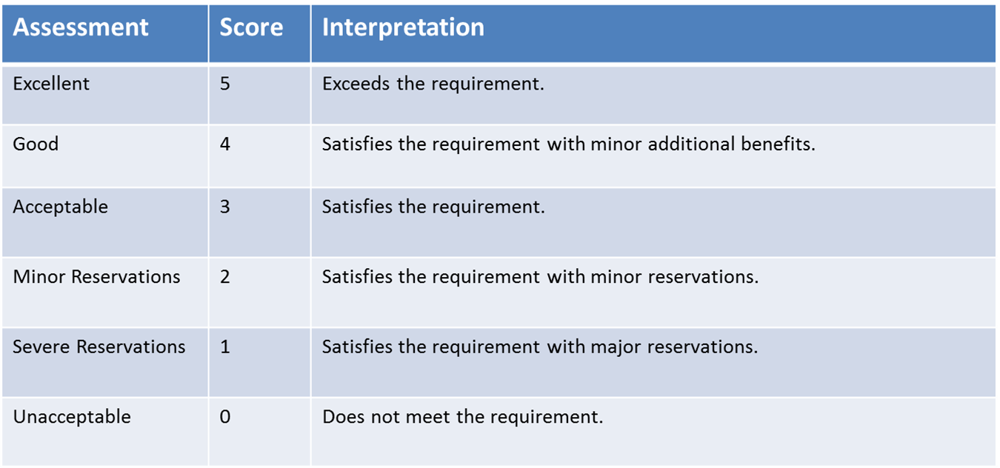 Assessment Score Interpretation
Excellent 5 Exceeds the requirement.
Good 4 Satisfies the requirement with minor additional benefits.
Acceptable 3 Satisfies the requirement.
Minor Reservations 2 Satisfies the requirement with minor reservations.
Severe Reservations 1 Satisfies the requirement with major reservations.
Unacceptable 0 Does not meet the requirement.